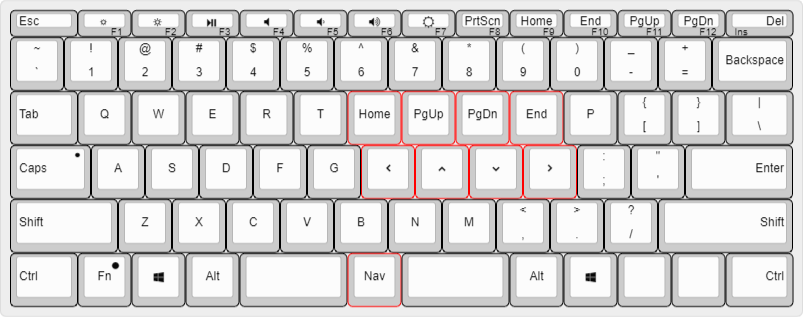 Esc F1 F2 F3 F4 F5 F6 F7 PrtScn F8 Home F9 End F10 PgUp F11 PgDn F12 Del Ins
~ ! @ # $ % ^ & * ( ) _ +
` 1 2 3 4 5 6 7 8 9 0 - = Backspace
Tab Q W E R T Home PgUp PgDn End P { [ } ] | \
Caps A S D F G < ^ ⌄ > : ; " ' Enter
Shift Z X C V B N M < , > . ? / Shift
Ctrl Fn Alt Nav Alt Ctrl